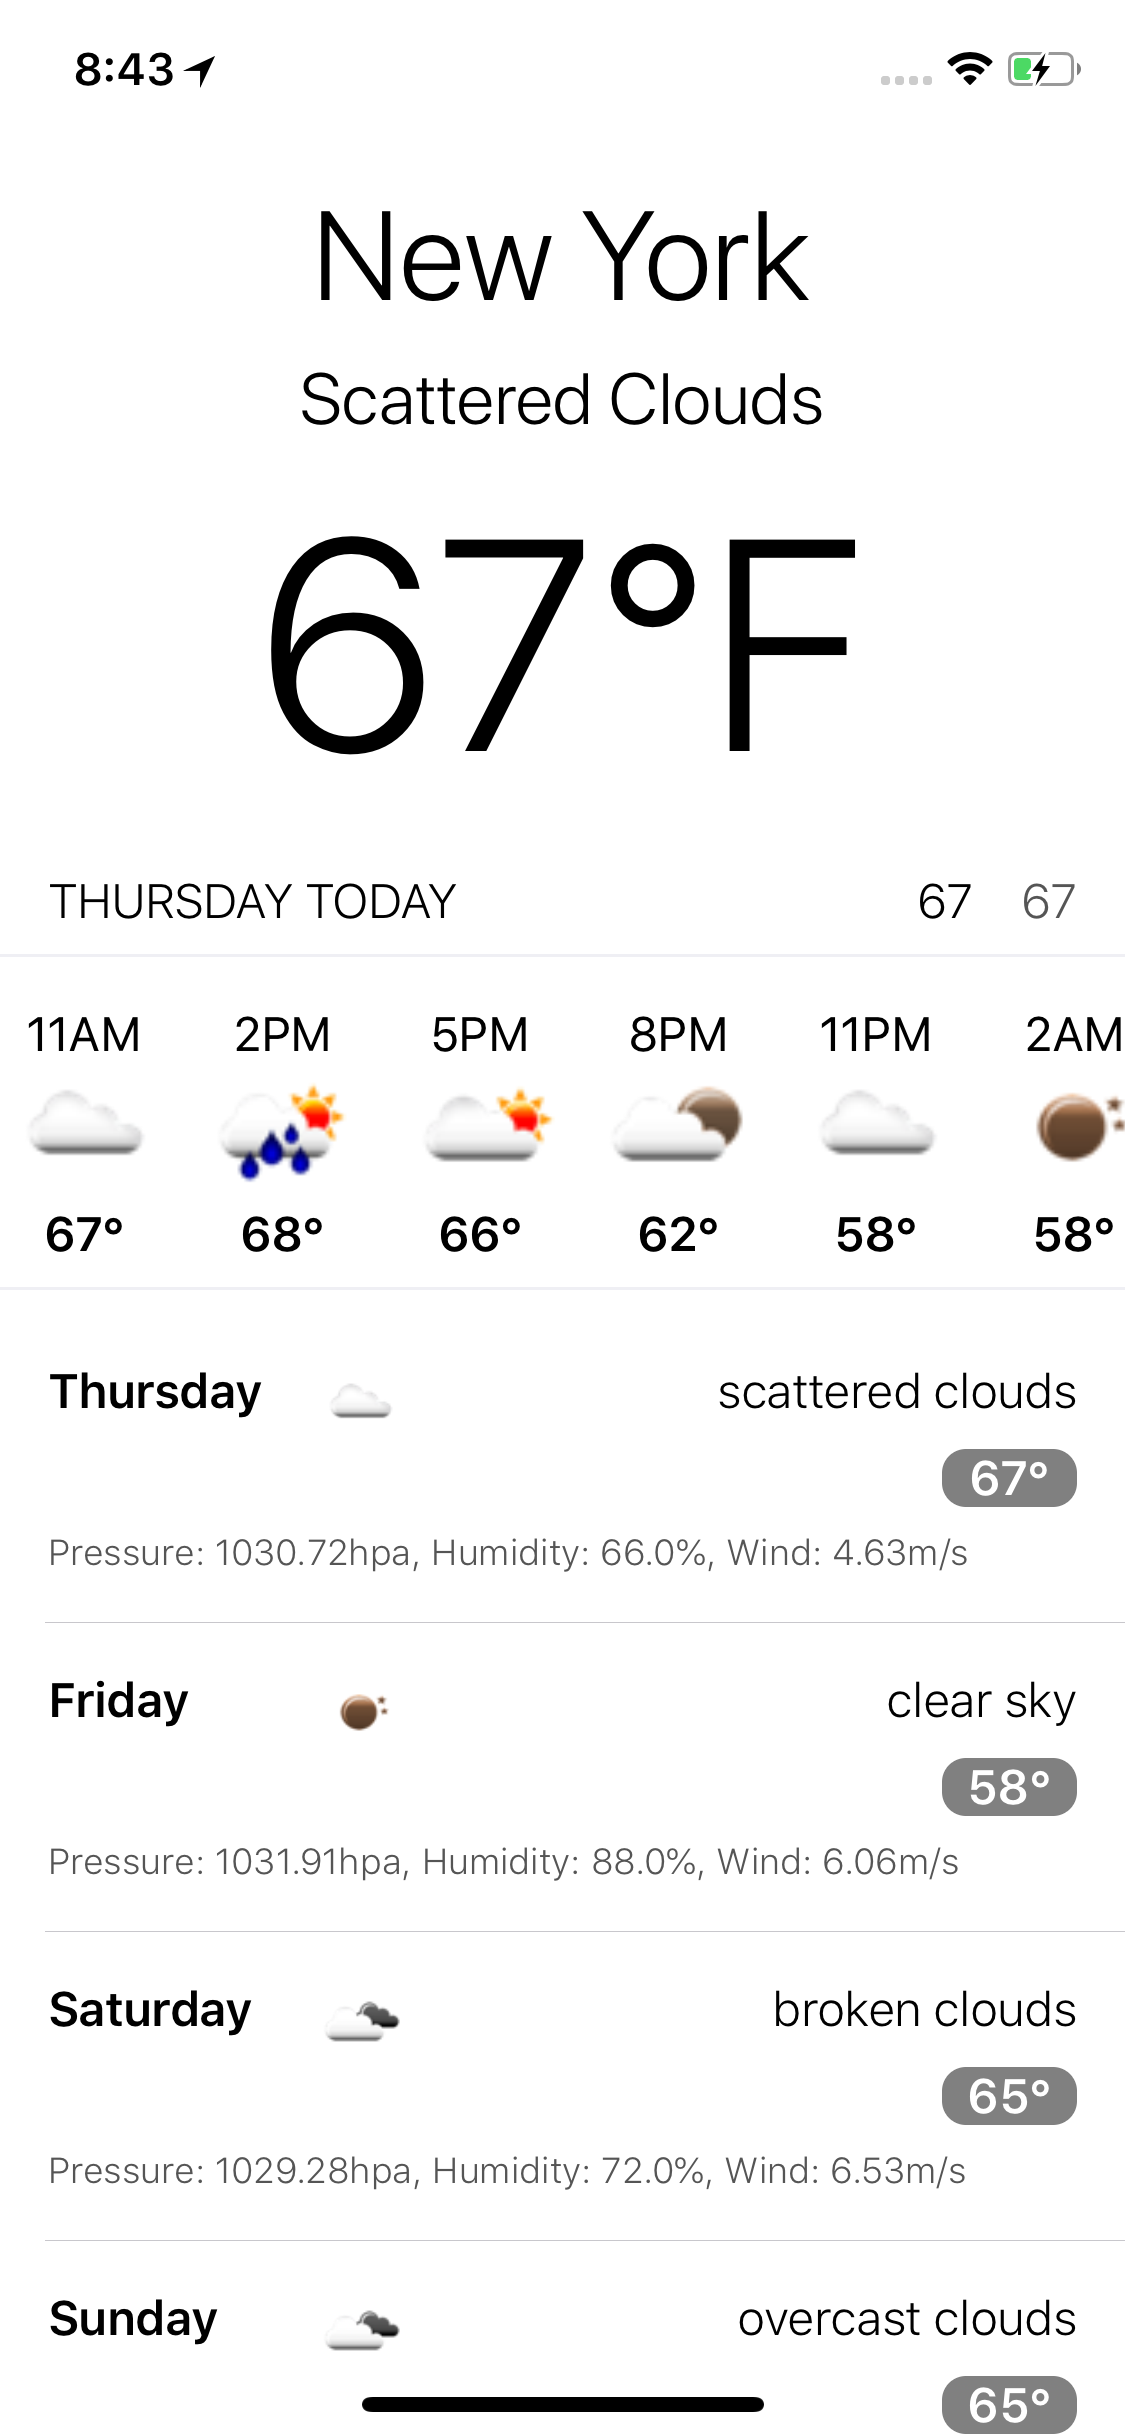 8:43
New York
Scattered Clouds
67°F
THURSDAY TODAY 67 67
11AM 2PM 5PM 8PM 11PM 2AM
67° 68° 66° 62° 58° 58°
Thursday scattered clouds
67°
Pressure: 1030.72hpa, Humidity: 66.0%, Wind: 4.63m/s
Friday clear sky
58°
Pressure: 1031.91hpa, Humidity: 88.0%, Wind: 6.06m/s
Saturday broken clouds
65°
Pressure: 1029.28hpa, Humidity: 72.0%, Wind: 6.53m/s
Sunday overcast clouds
65°